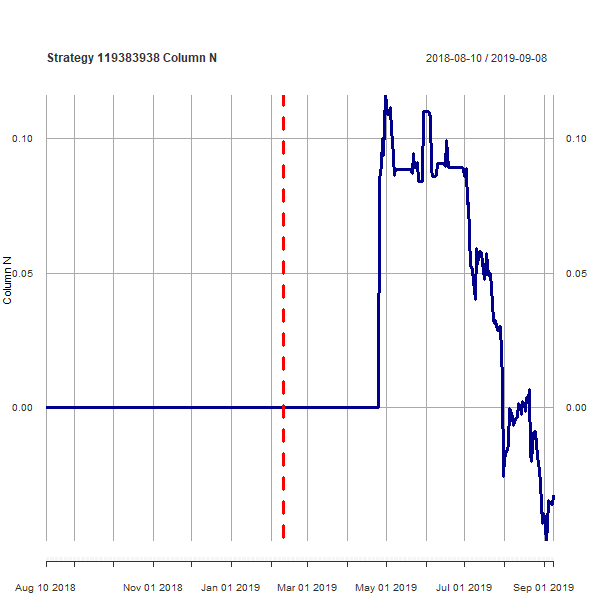 Strategy 119383938 Column N
2018-08-10 / 2019-09-08
0.10
0.10
0.05
0.05
0.00
0.00
Column N
Aug 10 2018
Nov 01 2018
Jan 01 2019
Mar 01 2019
May 01 2019
Jul 01 2019
Sep 01 2019